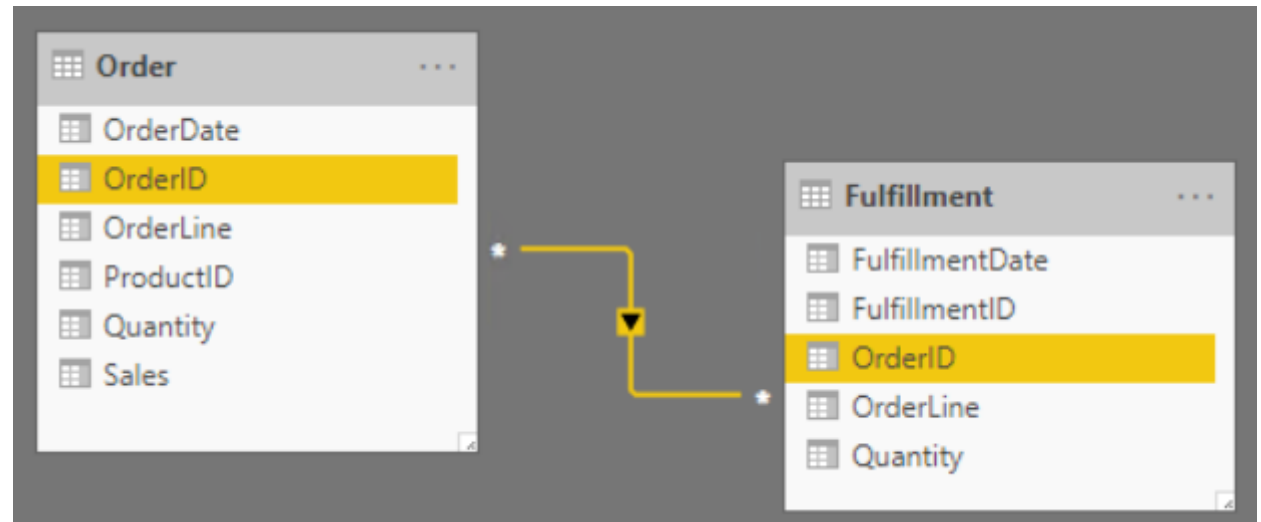 Order
OrderDate
OrderID
OrderLine
ProductID
Quantity
Sales
*
*
Fulfillment
FulfillmentDate
FulfillmentID
OrderID
OrderLine
Quantity